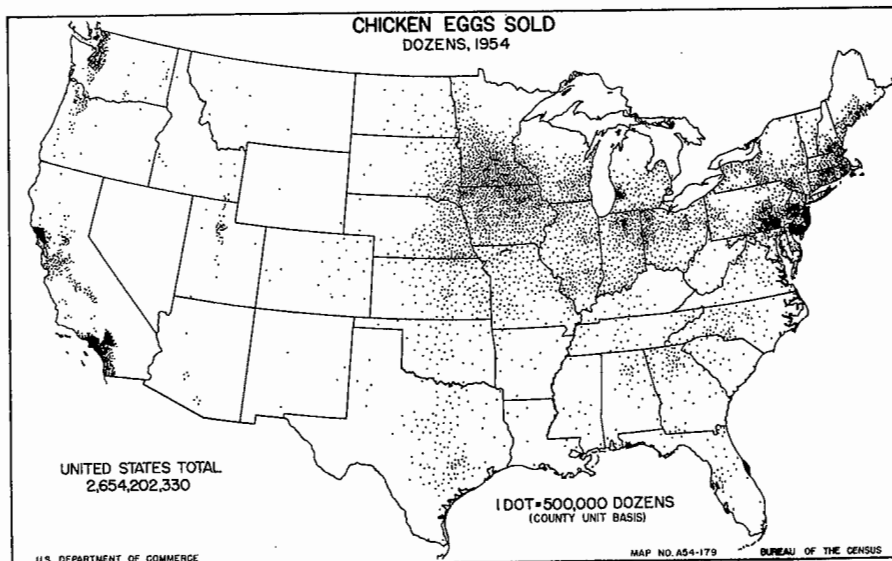 CHICKEN EGGS SOLD
DOZENS, 1954
UNITED STATES TOTAL
2,654,202,330
1 DOT=500,000 DOZENS
(COUNTY UNIT BASIS)
U.S. DEPARTMENT OF COMMERCE
MAP NO. A54-179
BUREAU OF THE CENSUS